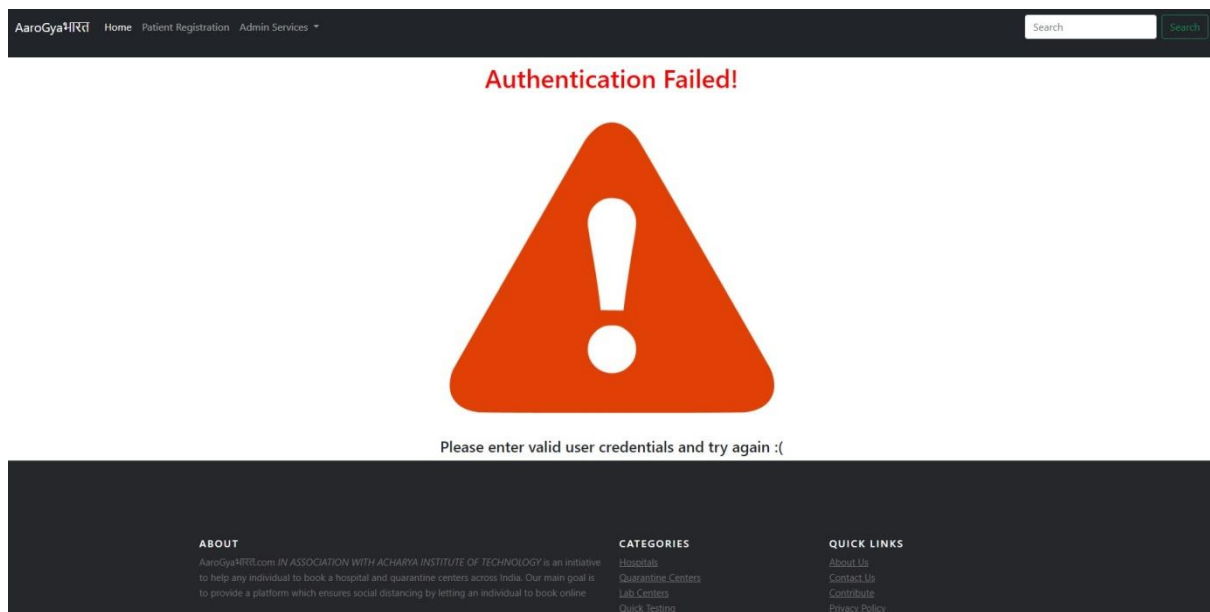 AaroGyaभारत Home Patient Registration Admin Services Search Search
Authentication Failed!
Please enter valid user credentials and try again :(
ABOUT
AaroGyaभारत.com IN ASSOCIATION WITH ACHARYA INSTITUTE OF TECHNOLOGY is an initiative
to help any individual to book a hospital and quarantine centers across India. Our main goal is
to provide a platform which ensures social distancing by letting an individual to book online
CATEGORIES
Hospitals
Quarantine Centers
Lab Centers
Quick Testing
QUICK LINKS
About Us
Contact Us
Contribute
Privacy Policy